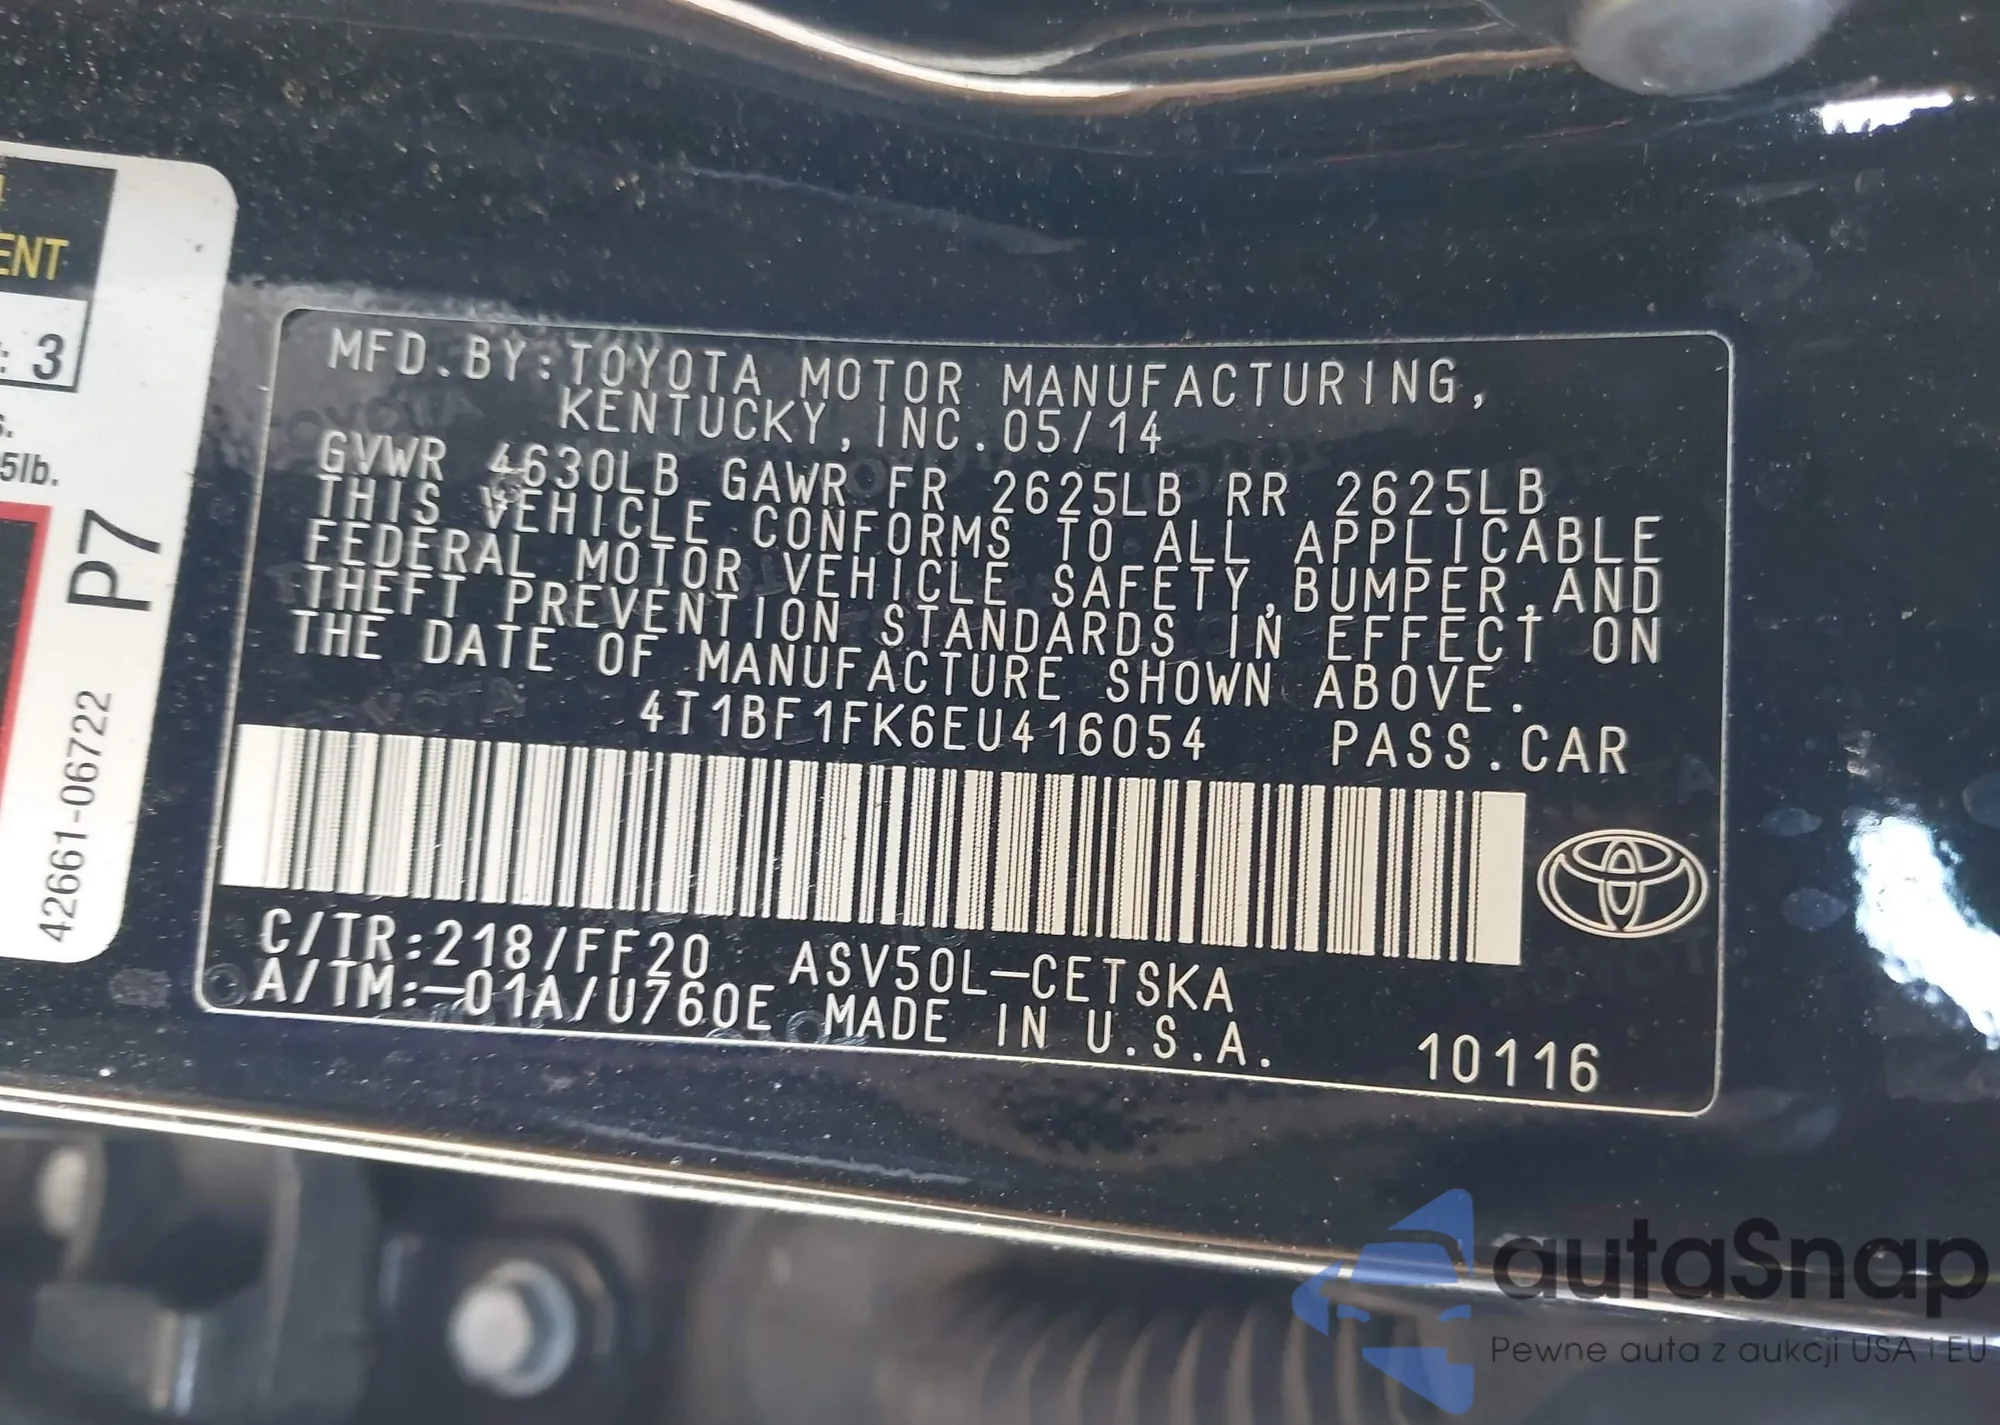 ENT
: 3
s.
5lb.
P7
42661-06722
MFD.BY:TOYOTA MOTOR MANUFACTURING,
KENTUCKY,INC.05/14
GVWR 4630LB GAWR FR 2625LB RR 2625LB
THIS VEHICLE CONFORMS TO ALL APPLICABLE
FEDERAL MOTOR VEHICLE SAFETY,BUMPER,AND
THEFT PREVENTION STANDARDS IN EFFECT ON
THE DATE OF MANUFACTURE SHOWN ABOVE.
4T1BF1FK6EU416054 PASS.CAR
C/TR:218/FF20 ASV50L-CETSKA
A/TM:-01A/U760E MADE IN U.S.A. 10116
autaSnap
Pewne auta z aukcji USA i EU